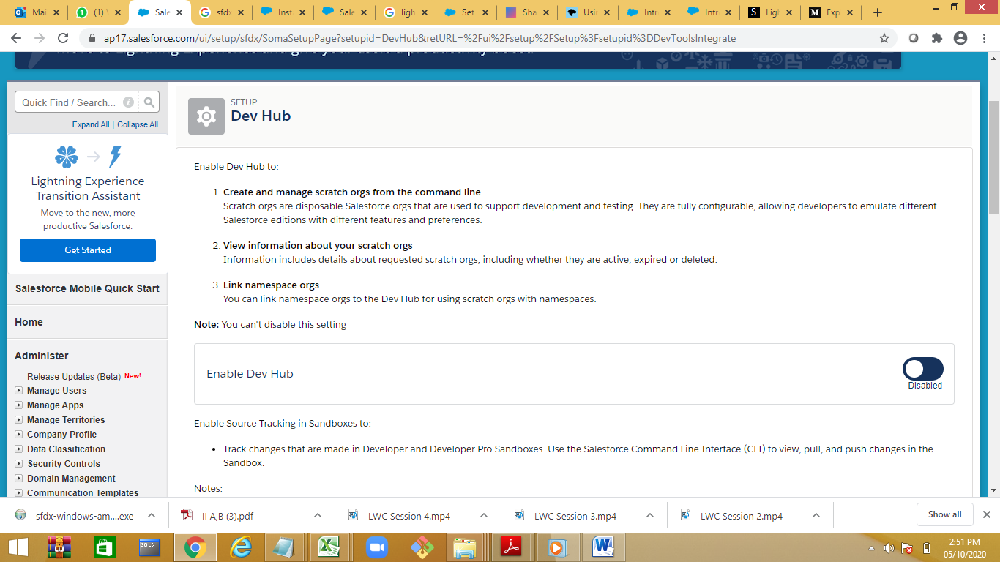 Mai
(1)
Sale
sfd
Inst
Sale
ligh
Set
Sha
Usin
Intr
Intr
Ligh
Exp
ap17.salesforce.com/ui/setup/sfdx/SomaSetupPage?setupid=DevHub&retURL=%2Fui%2Fsetup%2FSetup%3Fsetupid%3DDevToolsIntegrate
Quick Find / Search...
Expand All | Collapse All
Lightning Experience
Transition Assistant
Move to the new, more
productive Salesforce.
Get Started
Salesforce Mobile Quick Start
Home
Administer
Release Updates (Beta) New!
Manage Users
Manage Apps
Manage Territories
Company Profile
Data Classification
Security Controls
Domain Management
Communication Templates
SETUP
Dev Hub
Enable Dev Hub to:
1. Create and manage scratch orgs from the command line
Scratch orgs are disposable Salesforce orgs that are used to support development and testing. They are fully configurable, allowing developers to emulate different
Salesforce editions with different features and preferences.
2. View information about your scratch orgs
Information includes details about requested scratch orgs, including whether they are active, expired or deleted.
3. Link namespace orgs
You can link namespace orgs to the Dev Hub for using scratch orgs with namespaces.
Note: You can't disable this setting
Enable Dev Hub
Disabled
Enable Source Tracking in Sandboxes to:
• Track changes that are made in Developer and Developer Pro Sandboxes. Use the Salesforce Command Line Interface (CLI) to view, pull, and push changes in the
Sandbox.
Notes:
sfdx-windows-am....exe
II A,B (3).pdf
LWC Session 4.mp4
LWC Session 3.mp4
LWC Session 2.mp4
Show all
SQL>
2:51 PM
05/10/2020